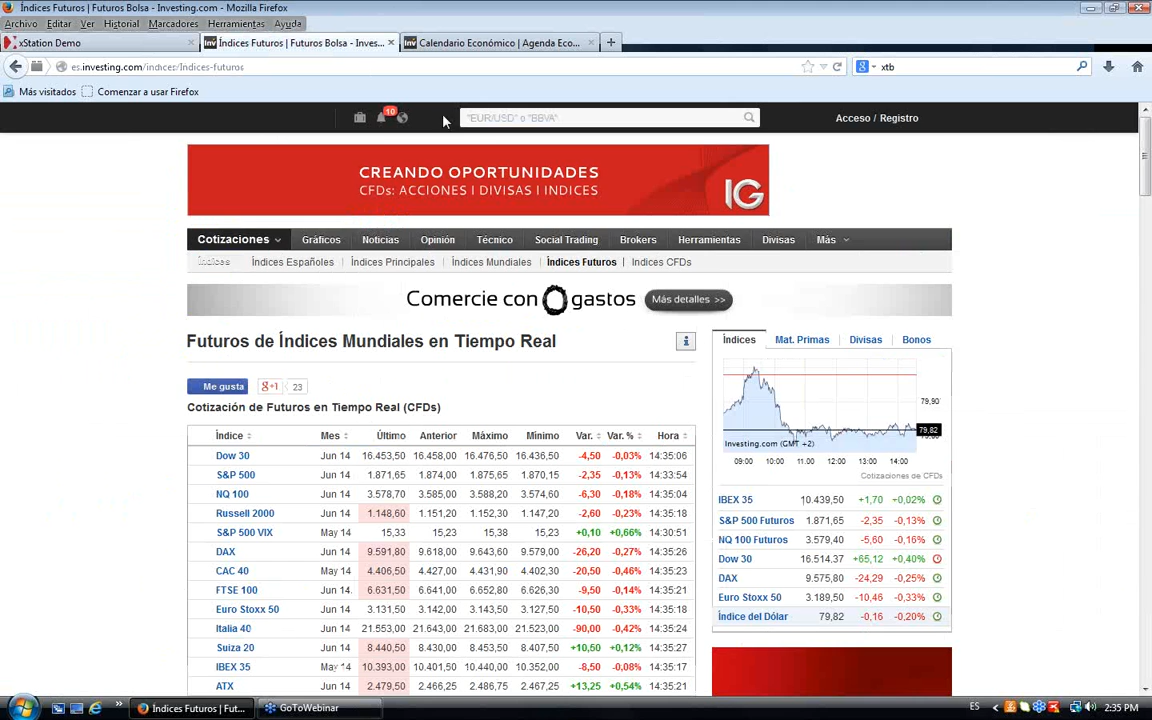 Índices Futuros | Futuros Bolsa - Investing.com - Mozilla Firefox
Archivo Editar Ver Historial Marcadores Herramientas Ayuda
xStation Demo × Índices Futuros | Futuros Bolsa - Inves... × Calendario Económico | Agenda Eco... × +
es.investing.com/indices/Indices-futuros xtb
Más visitados Comenzar a usar Firefox
10 "EUR/USD" o "BBVA" Acceso / Registro
CREANDO OPORTUNIDADES
CFDs: ACCIONES I DIVISAS I INDICES
IG
Cotizaciones Gráficos Noticias Opinión Técnico Social Trading Brokers Herramientas Divisas Más
Índices Índices Españoles | Índices Principales | Índices Mundiales | Índices Futuros | Indices CFDs
Comercie con 0 gastos Más detalles >>
Futuros de Índices Mundiales en Tiempo Real i
Me gusta g+1 23
Cotización de Futuros en Tiempo Real (CFDs)
Índice Mes Último Anterior Máximo Mínimo Var. Var. % Hora
Dow 30 Jun 14 16.453,50 16.458,00 16.476,50 16.436,50 -4,50 -0,03% 14:35:06
S&P 500 Jun 14 1.871,65 1.874,00 1.875,65 1.870,15 -2,35 -0,13% 14:33:54
NQ 100 Jun 14 3.578,70 3.585,00 3.588,20 3.574,60 -6,30 -0,18% 14:35:04
Russell 2000 Jun 14 1.148,60 1.151,20 1.152,30 1.147,20 -2,60 -0,23% 14:35:18
S&P 500 VIX May 14 15,33 15,23 15,38 15,23 +0,10 +0,66% 14:30:51
DAX Jun 14 9.591,80 9.618,00 9.643,60 9.579,00 -26,20 -0,27% 14:35:26
CAC 40 May 14 4.406,50 4.427,00 4.431,90 4.402,30 -20,50 -0,46% 14:35:23
FTSE 100 Jun 14 6.631,50 6.641,00 6.652,80 6.626,30 -9,50 -0,14% 14:35:21
Euro Stoxx 50 Jun 14 3.131,50 3.142,00 3.143,50 3.127,50 -10,50 -0,33% 14:35:18
Italia 40 Jun 14 21.553,00 21.643,00 21.683,00 21.523,00 -90,00 -0,42% 14:35:24
Suiza 20 Jun 14 8.440,50 8.430,00 8.453,50 8.407,50 +10,50 +0,12% 14:35:27
IBEX 35 May 14 10.393,00 10.401,50 10.440,00 10.352,00 -8,50 -0,08% 14:35:17
ATX Jun 14 2.479,50 2.466,25 2.486,75 2.467,25 +13,25 +0,54% 14:35:21
Índices Mat. Primas Divisas Bonos
79,90
79,82
Investing.com (GMT +2)
09:00 10:00 11:00 12:00 13:00 14:00
Cotizaciones de CFDs
IBEX 35 10.439,50 +1,70 +0,02%
S&P 500 Futuros 1.871,65 -2,35 -0,13%
NQ 100 Futuros 3.579,40 -5,60 -0,16%
Dow 30 16.514,37 +65,12 +0,40%
DAX 9.575,80 -24,29 -0,25%
Euro Stoxx 50 3.189,50 -10,46 -0,33%
Índice del Dólar 79,82 -0,16 -0,20%
Índices Futuros | Fut... GoToWebinar ES 2:35 PM